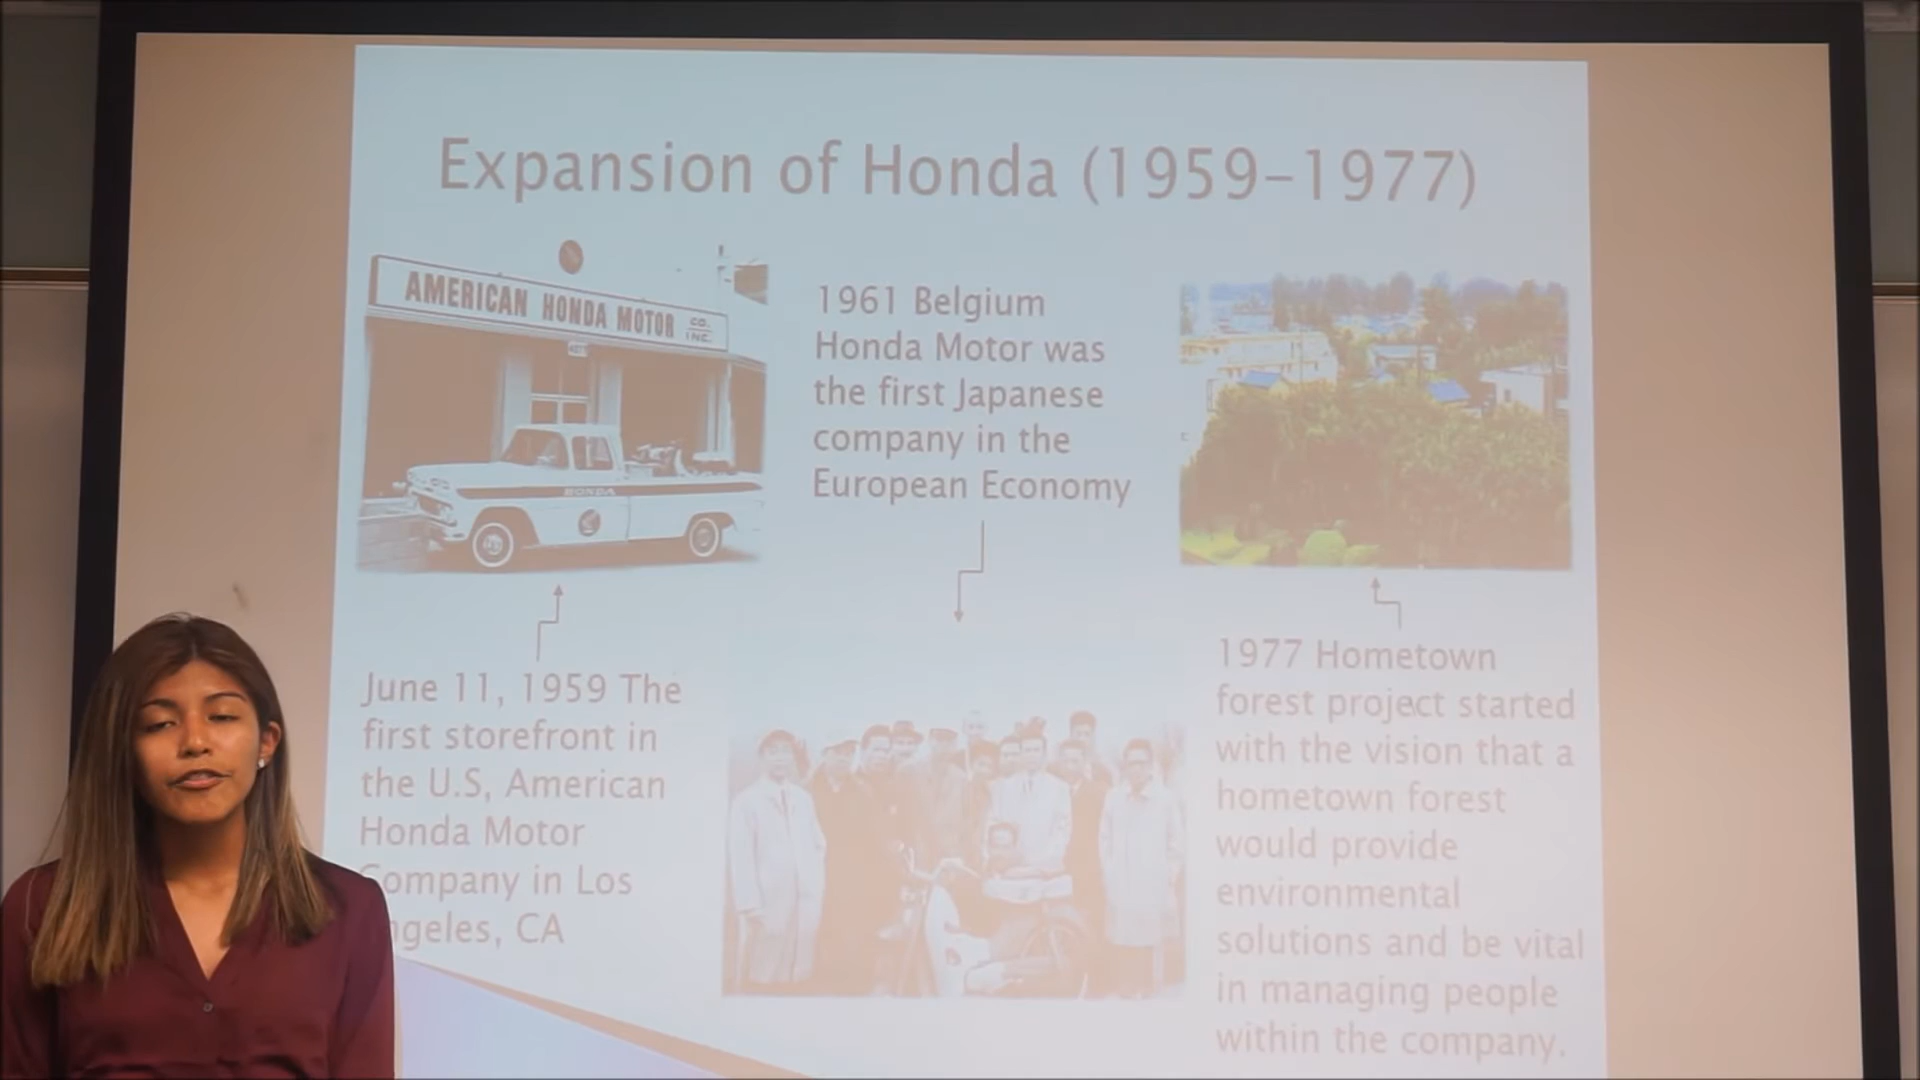 Expansion of Honda (1959-1977)
AMERICAN HONDA MOTOR CO. INC.
HONDA
June 11, 1959 The
first storefront in
the U.S, American
Honda Motor
Company in Los
ngeles, CA
1961 Belgium
Honda Motor was
the first Japanese
company in the
European Economy
1977 Hometown
forest project started
with the vision that a
hometown forest
would provide
environmental
solutions and be vital
in managing people
within the company.